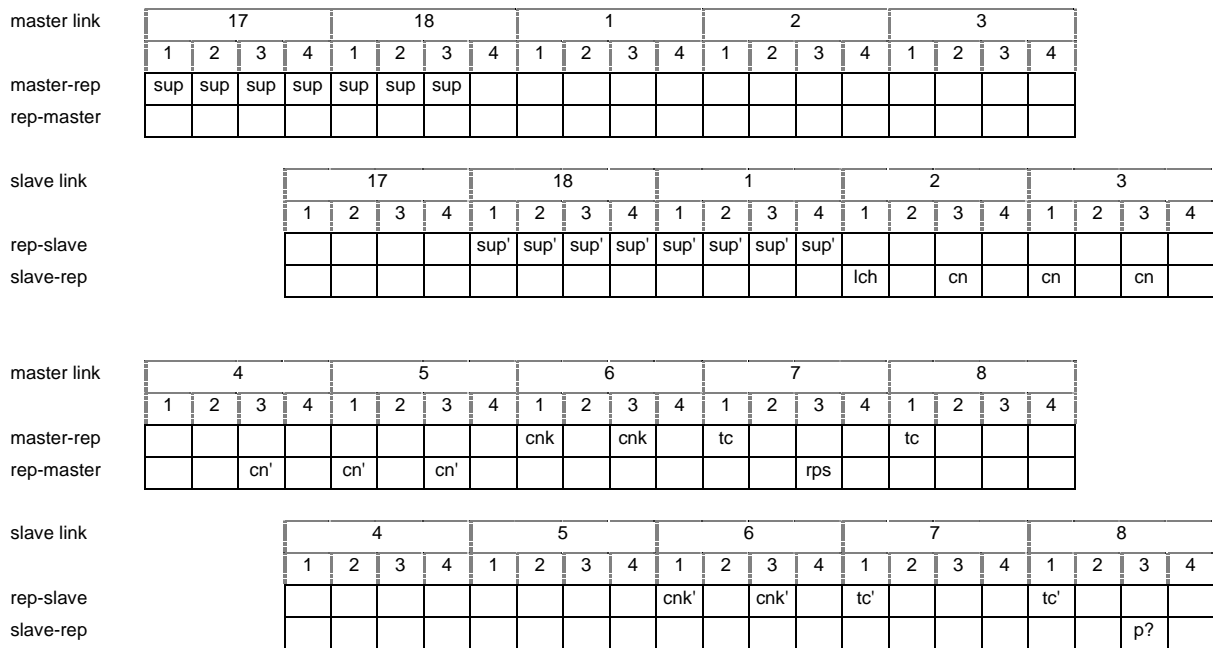 master link 17 18 1 2 3
1 2 3 4 1 2 3 4 1 2 3 4 1 2 3 4 1 2 3 4
master-rep sup sup sup sup sup sup sup
rep-master
slave link 17 18 1 2 3
1 2 3 4 1 2 3 4 1 2 3 4 1 2 3 4 1 2 3 4
rep-slave sup' sup' sup' sup' sup' sup' sup' sup'
slave-rep lch cn cn cn
master link 4 5 6 7 8
1 2 3 4 1 2 3 4 1 2 3 4 1 2 3 4 1 2 3 4
master-rep cnk cnk tc tc
rep-master cn' cn' cn' rps
slave link 4 5 6 7 8
1 2 3 4 1 2 3 4 1 2 3 4 1 2 3 4 1 2 3 4
rep-slave cnk' cnk' tc' tc'
slave-rep p?